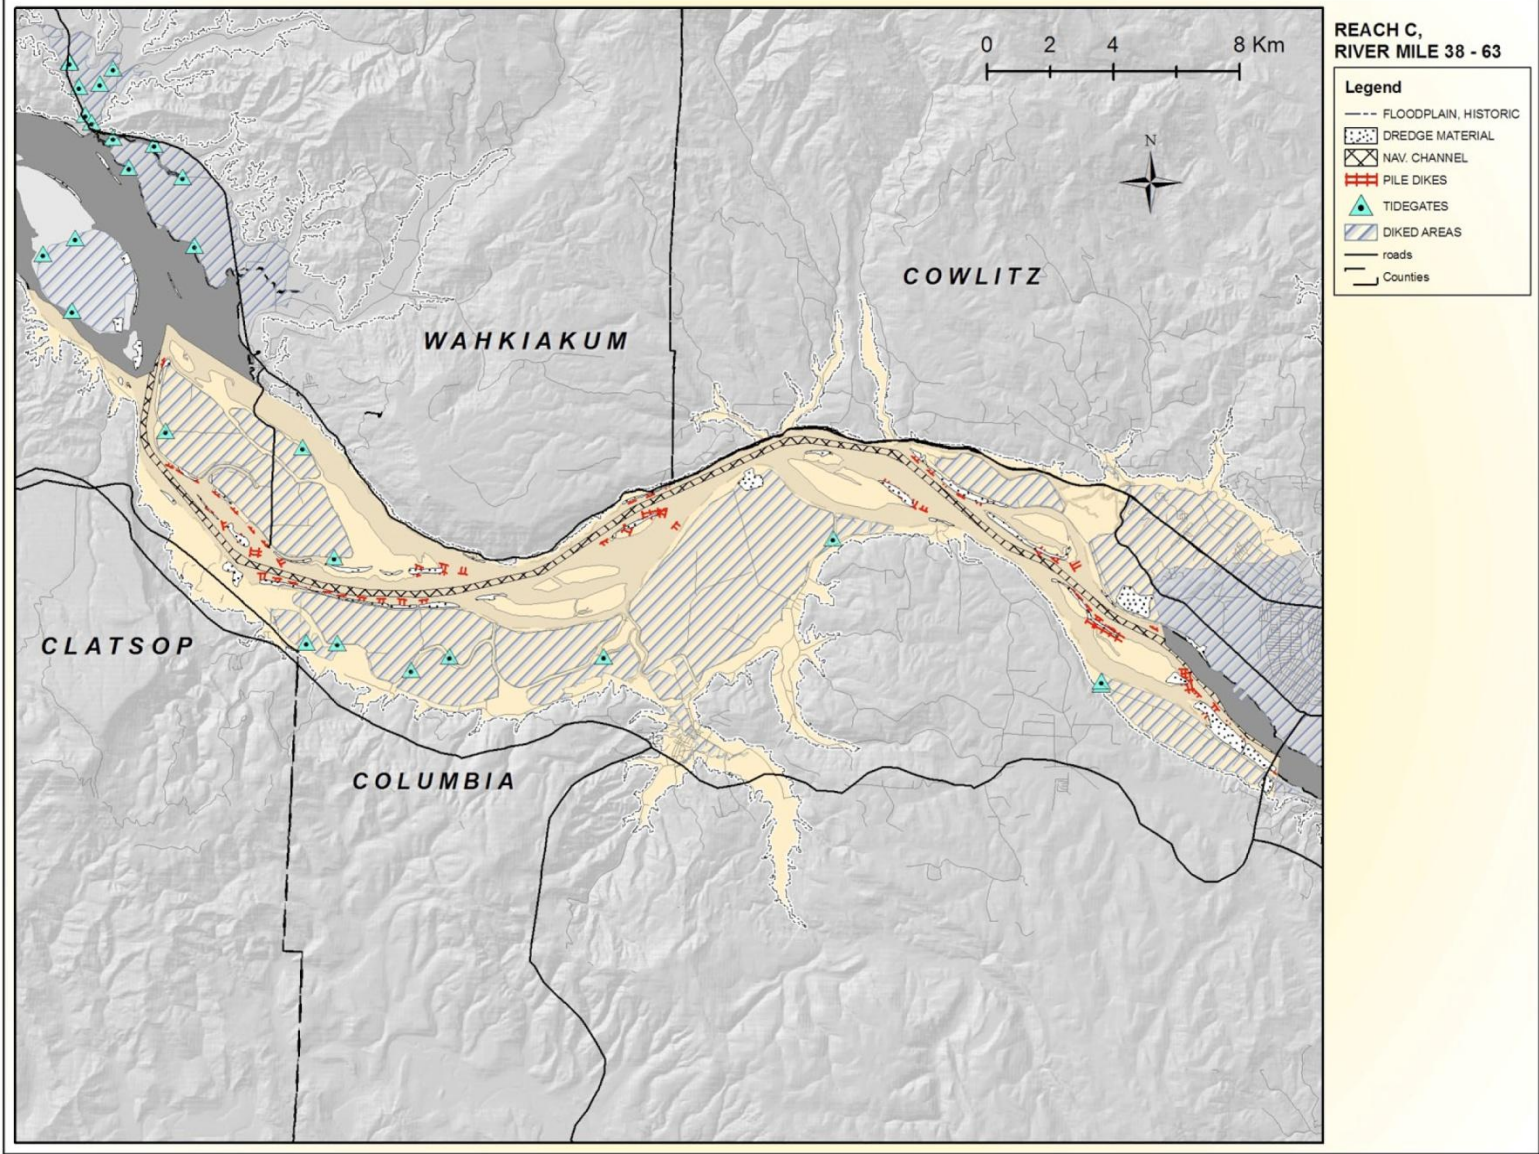 0 2 4 8 Km
REACH C,
RIVER MILE 38 - 63
Legend
FLOODPLAIN, HISTORIC
DREDGE MATERIAL
NAV. CHANNEL
PILE DIKES
TIDEGATES
DIKED AREAS
roads
Counties
N
COWLITZ
WAHKIAKUM
CLATSOP
COLUMBIA